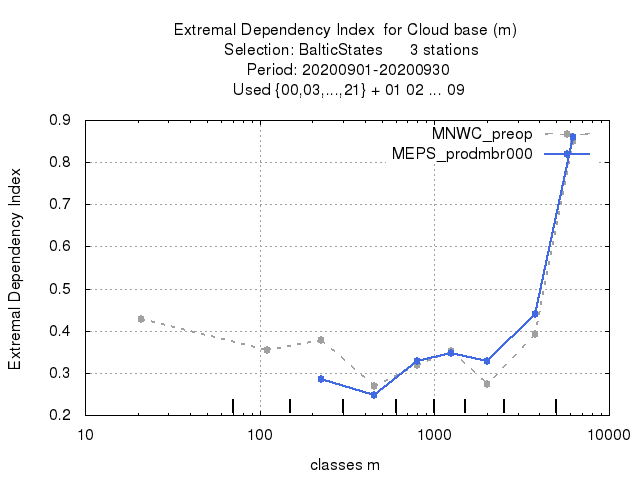 Extremal Dependency Index  for Cloud base (m)
Selection: BalticStates      3 stations
Period: 20200901-20200930
Used {00,03,...,21} + 01 02 ... 09
MNWC_preop
MEPS_prodmbr000
Extremal Dependency Index
0.9
0.8
0.7
0.6
0.5
0.4
0.3
0.2
10 100 1000 10000
classes m